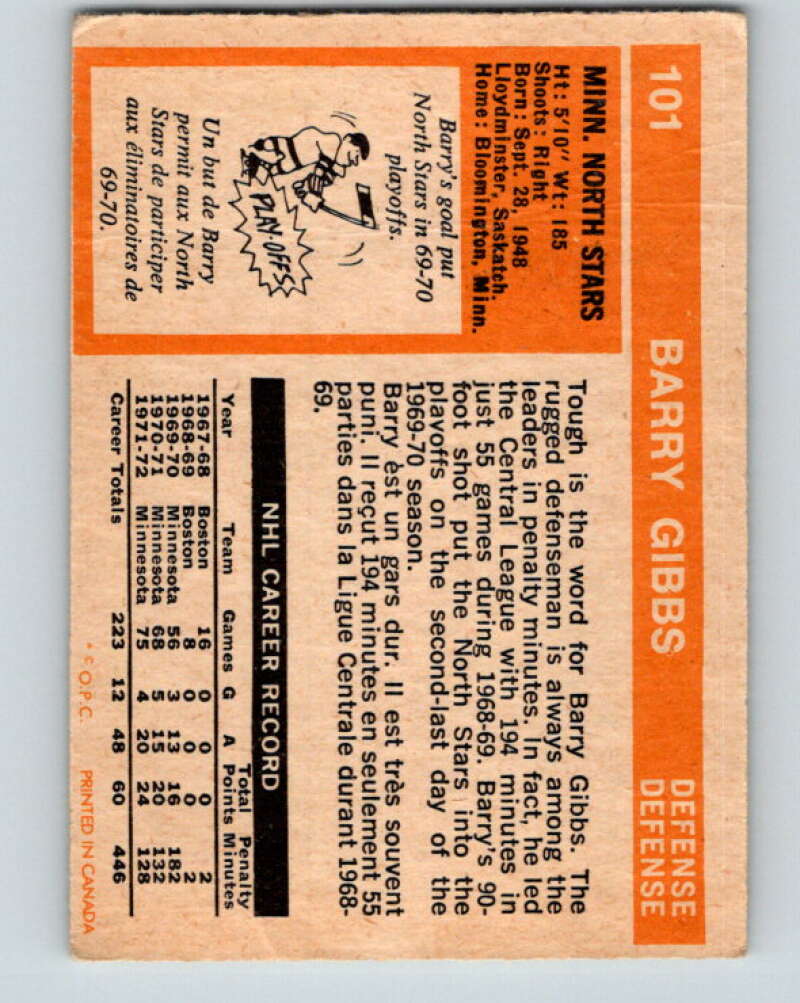 101
BARRY GIBBS
DEFENSE
DEFENSE
MINN. NORTH STARS
Ht: 5'10" Wt: 185
Shoots: Right
Born: Sept. 28, 1948
Lloydminster, Saskatch.
Home: Bloomington, Minn.
Barry's goal put
North Stars in 69-70
playoffs.
PLAY-OFFS
Un but de Barry
permit aux North
Stars de participer
aux éliminatoires de
69-70.
Tough is the word for Barry Gibbs. The
rugged defenseman is always among the
leaders in penalty minutes. In fact, he led
the Central League with 194 minutes in
just 55 games during 1968-69. Barry's 90-
foot shot put the North Stars into the
playoffs on the second-last day of the
1969-70 season.
Barry est un gars dur. Il est très souvent
puni. Il reçut 194 minutes en seulement 55
parties dans la Ligue Centrale durant 1968-
69.
NHL CAREER RECORD
Total Penalty
Year Team Games G A Points Minutes
1967-68 Boston 16 0 0 0 2
1968-69 Boston 8 0 0 0 2
1969-70 Minnesota 56 3 13 16 182
1970-71 Minnesota 68 5 15 20 132
1971-72 Minnesota 75 4 20 24 128
Career Totals 223 12 48 60 446
* © O.P.C. PRINTED IN CANADA